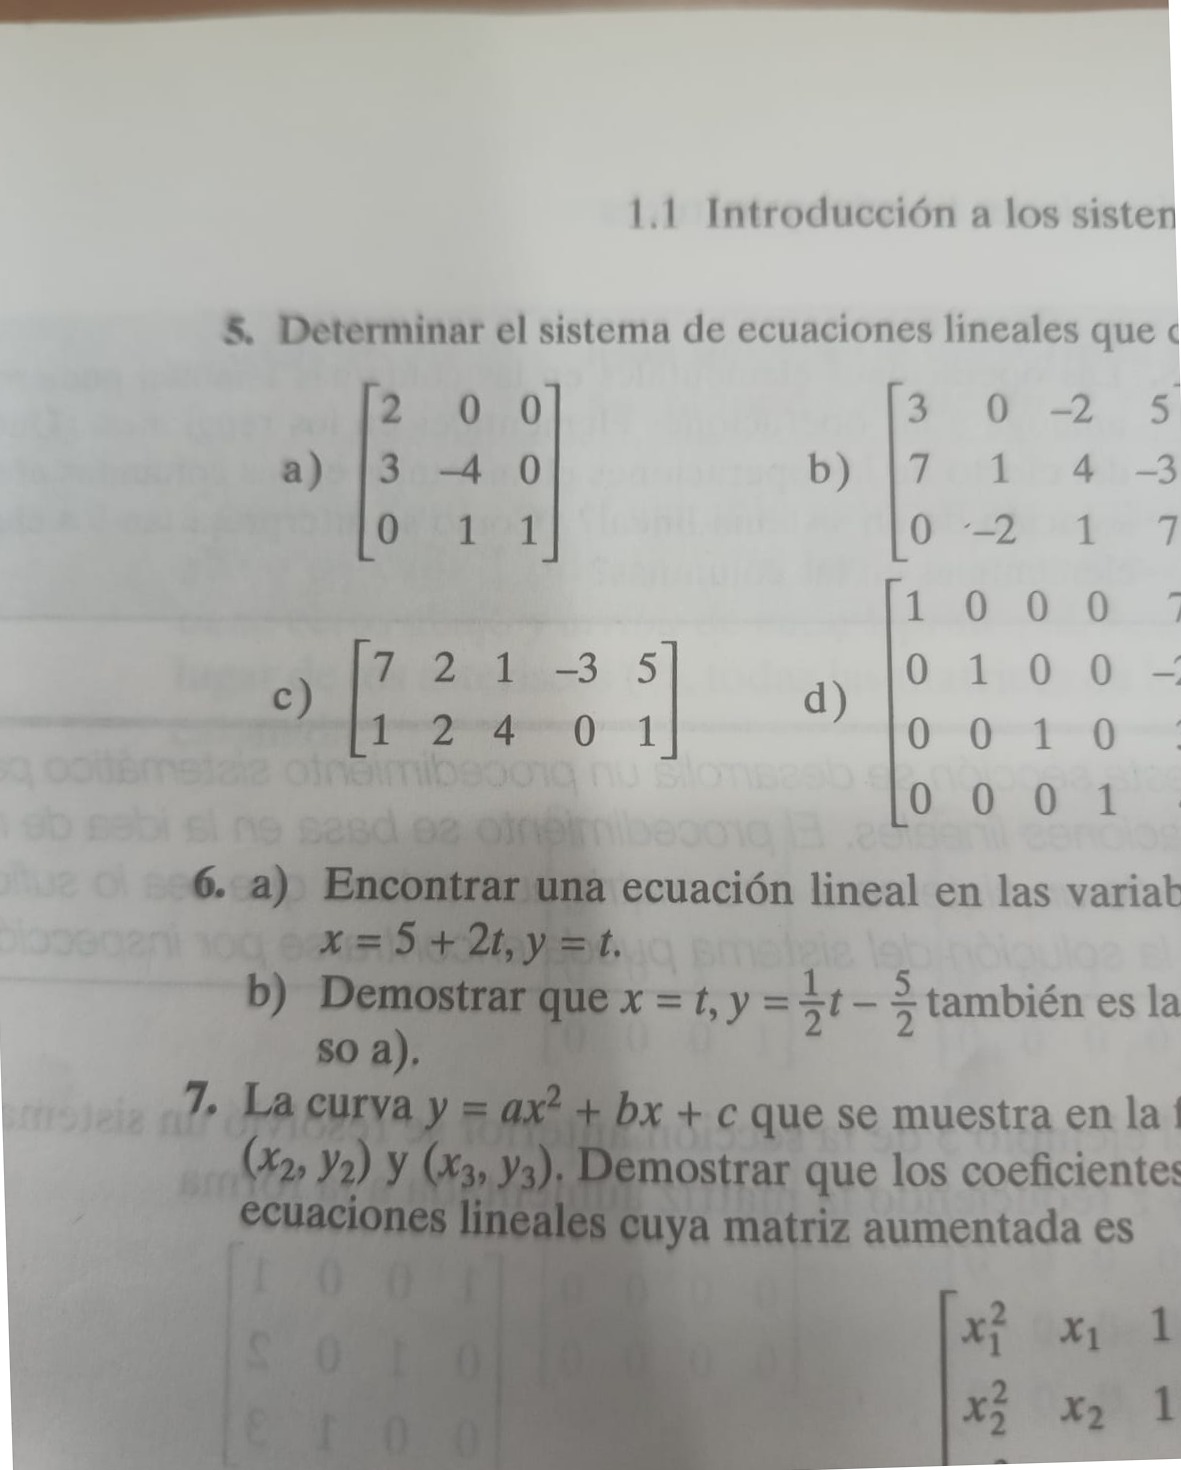 1.1 Introducción a los sisten
5. Determinar el sistema de ecuaciones lineales que
a) [2 0 0
3 -4 0
0 1 1]
b) [3 0 -2 5
7 1 4 -3
0 -2 1 7
c) [7 2 1 -3 5
1 2 4 0 1]
d) [1 0 0 0
0 1 0 0 -
0 0 1 0
0 0 0 1
6. a) Encontrar una ecuación lineal en las variab
x = 5 + 2t, y = t.
b) Demostrar que x = t, y = 1/2 t - 5/2 también es la
so a).
7. La curva y = ax² + bx + c que se muestra en la
(x₂, y₂) y (x₃, y₃). Demostrar que los coeficientes
ecuaciones lineales cuya matriz aumentada es
[x₁² x₁ 1
x₂² x₂ 1